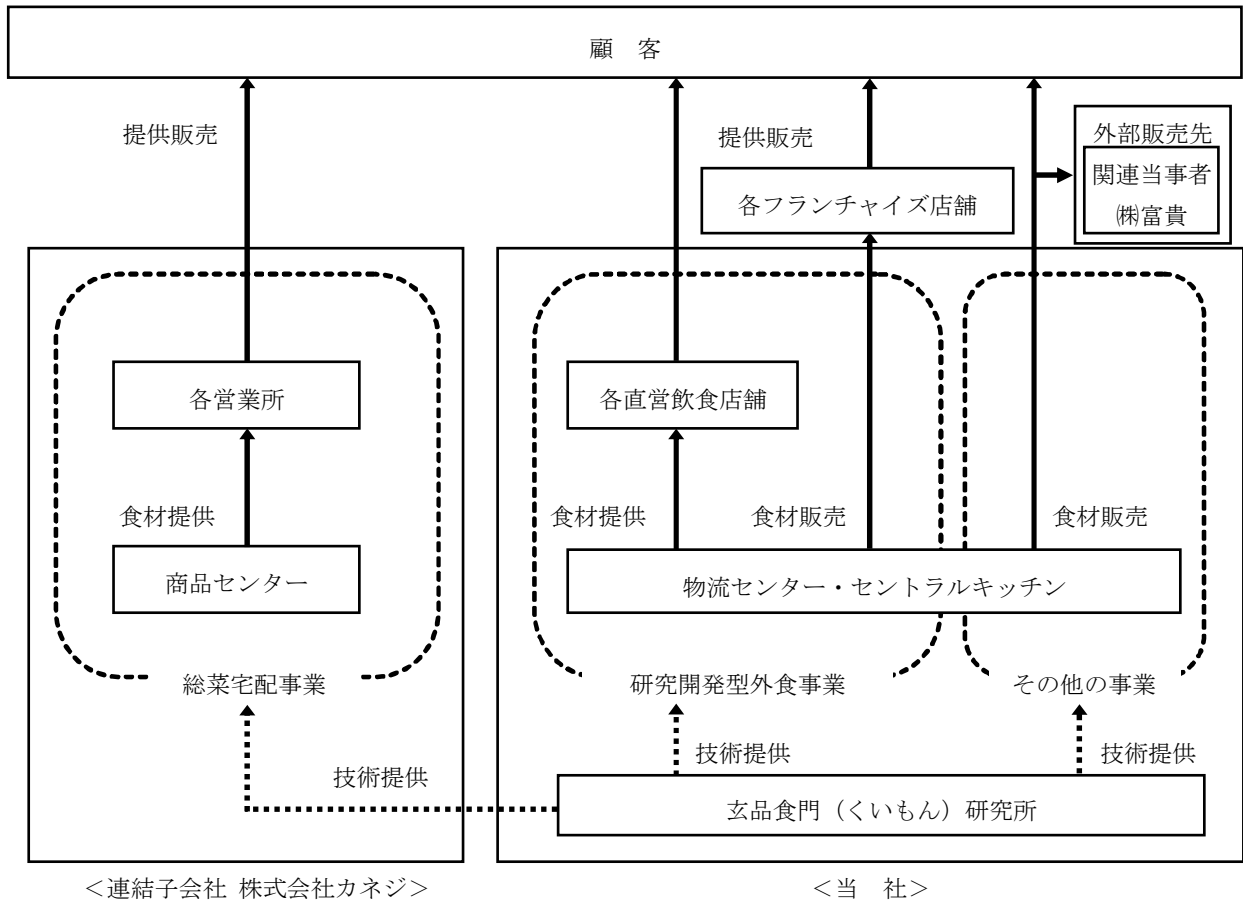 顧　客
提供販売
提供販売
外部販売先
関連当事者
㈱富貴
各フランチャイズ店舗
各営業所
各直営飲食店舗
食材提供
食材提供
食材販売
食材販売
商品センター
物流センター・セントラルキッチン
総菜宅配事業
研究開発型外食事業
その他の事業
技術提供
技術提供
技術提供
玄品食門（くいもん）研究所
＜連結子会社 株式会社カネジ＞
＜当　社＞